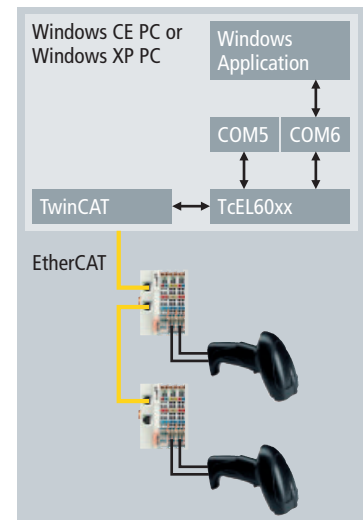 Windows CE PC or
Windows XP PC
Windows
Application
COM5 COM6
TwinCAT
TcEL60xx
EtherCAT